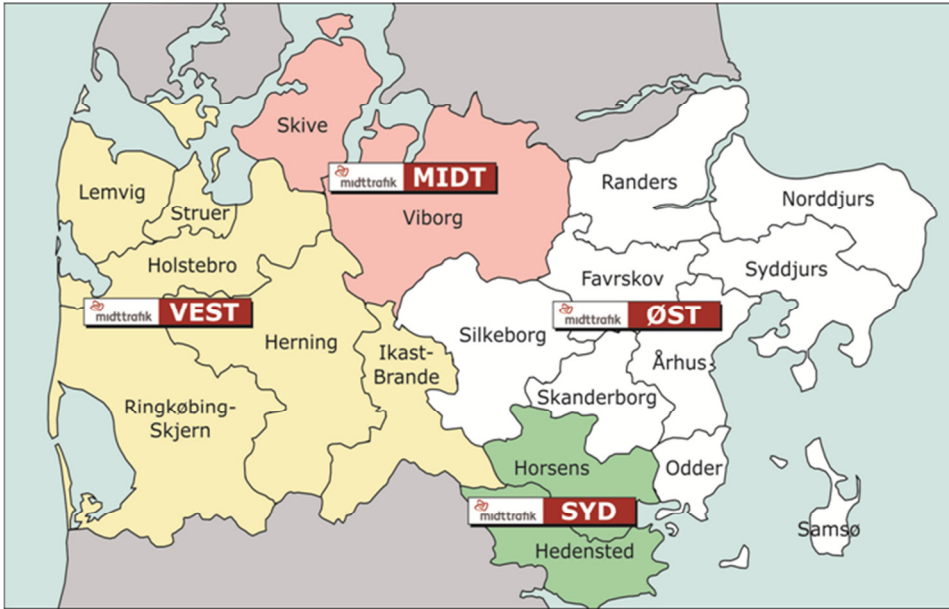 Skive
midttrafik MIDT
Lemvig
Struer
Viborg
Randers
Norddjurs
Holstebro
Favrskov
Syddjurs
midttrafik VEST
midttrafik ØST
Herning
Silkeborg
Ikast-
Brande
Århus
Skanderborg
Ringkøbing-
Skjern
Horsens
Odder
midttrafik SYD
Samsø
Hedensted